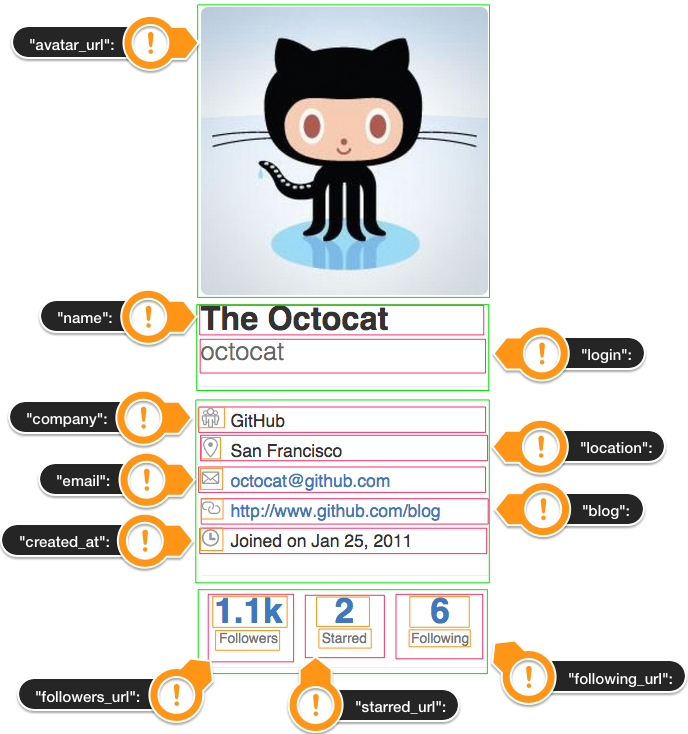 "avatar_url":
"name":
The Octocat
octocat
"login":
"company":
GitHub
San Francisco
"location":
"email":
octocat@github.com
http://www.github.com/blog
"blog":
"created_at":
Joined on Jan 25, 2011
1.1k 2 6
Followers Starred Following
"followers_url":
"starred_url":
"following_url":